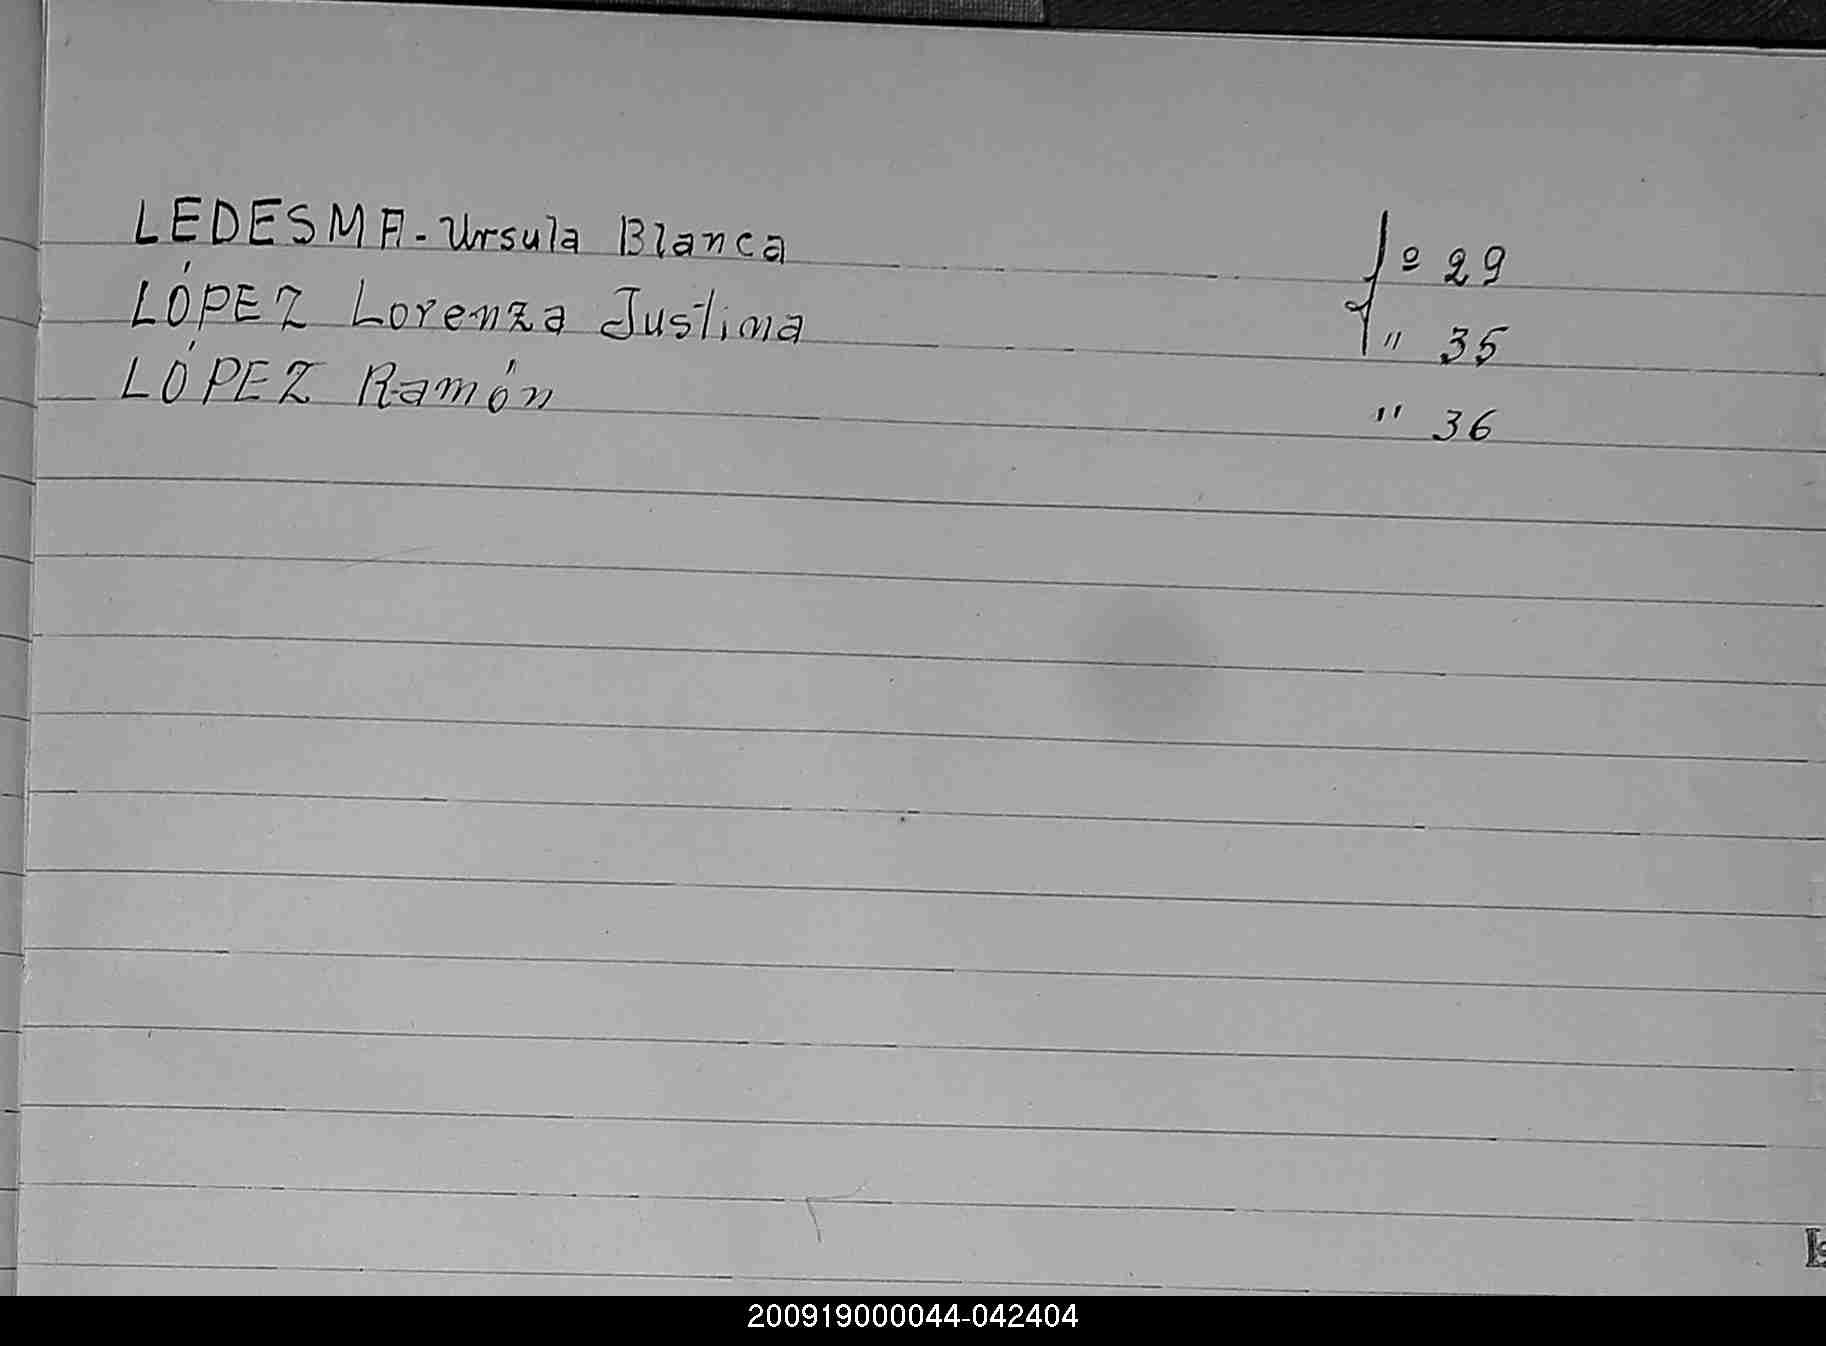 LEDESMA-Ursula Blanca fº 29
LÓPEZ Lorenza Justina " 35
LÓPEZ Ramón " 36
200919000044-042404